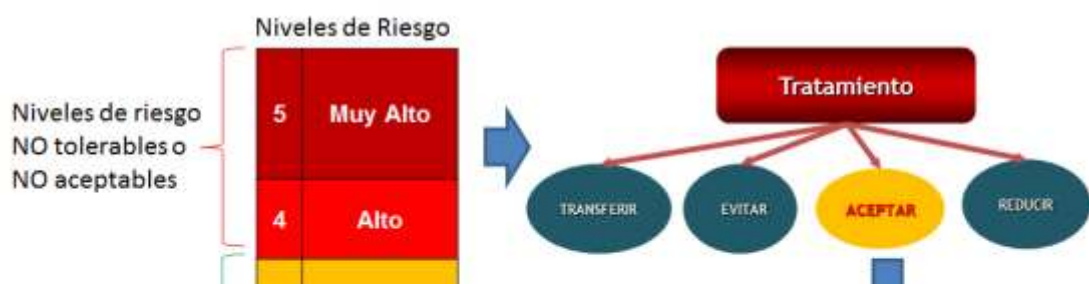 Niveles de Riesgo
Niveles de riesgo
NO tolerables o
NO aceptables
5 Muy Alto
4 Alto
Tratamiento
TRANSFERIR
EVITAR
ACEPTAR
REDUCIR